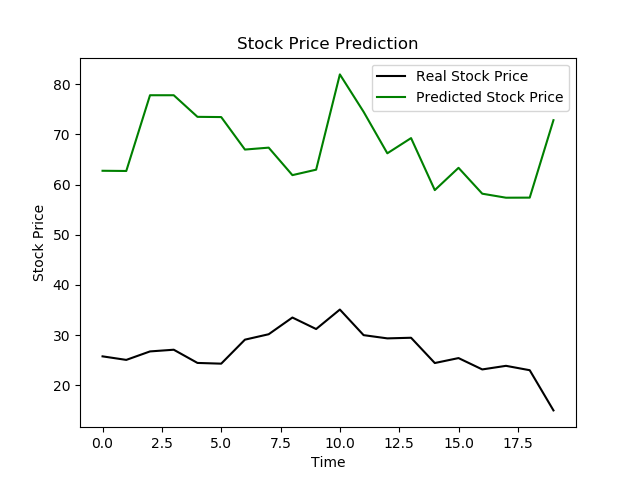 Stock Price Prediction
Real Stock Price
Predicted Stock Price
80
70
60
50
40
30
20
Stock Price
0.0 2.5 5.0 7.5 10.0 12.5 15.0 17.5
Time